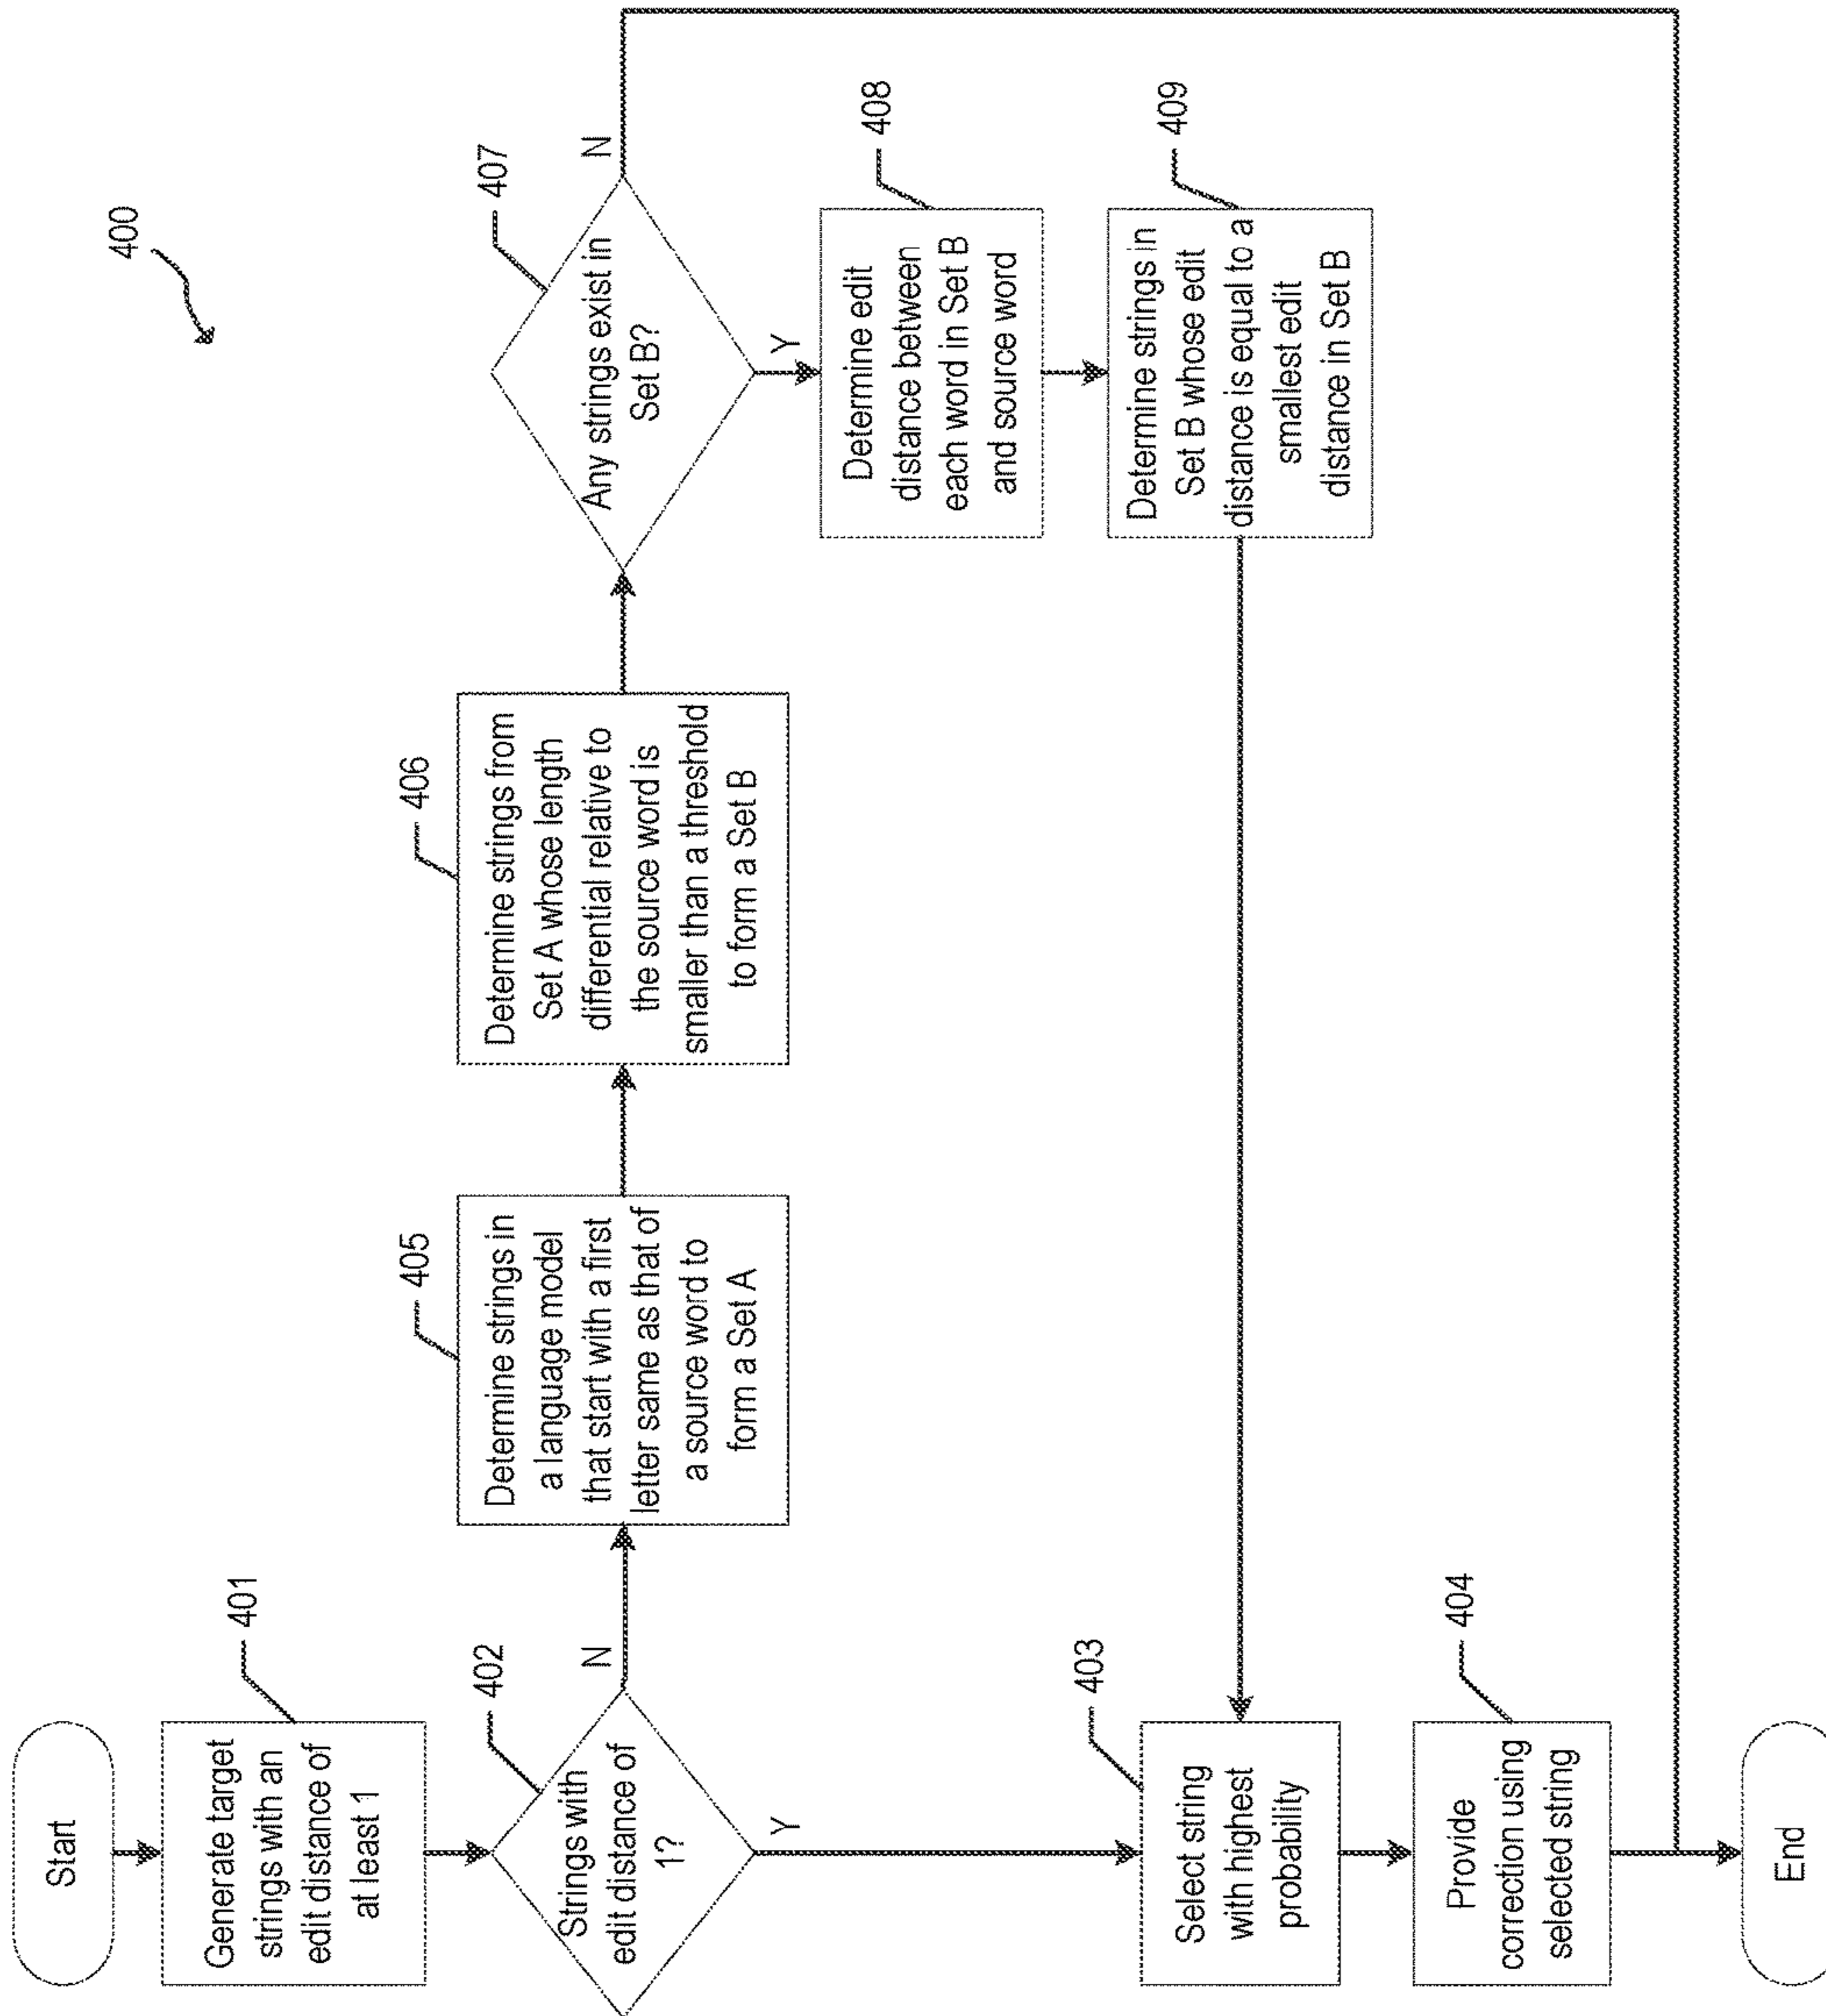 400
Start
401
Generate target
strings with an
edit distance of
at least 1
402
Strings with
edit distance of
1?
N
Y
405
Determine strings in
a language model
that start with a first
letter same as that of
a source word to
form a Set A
406
Determine strings from
Set A whose length
differential relative to
the source word is
smaller than a threshold
to form a Set B
407
Any strings exist in
Set B?
N
Y
408
Determine edit
distance between
each word in Set B
and source word
409
Determine strings in
Set B whose edit
distance is equal to a
smallest edit
distance in Set B
403
Select string
with highest
probability
404
Provide
correction using
selected string
End